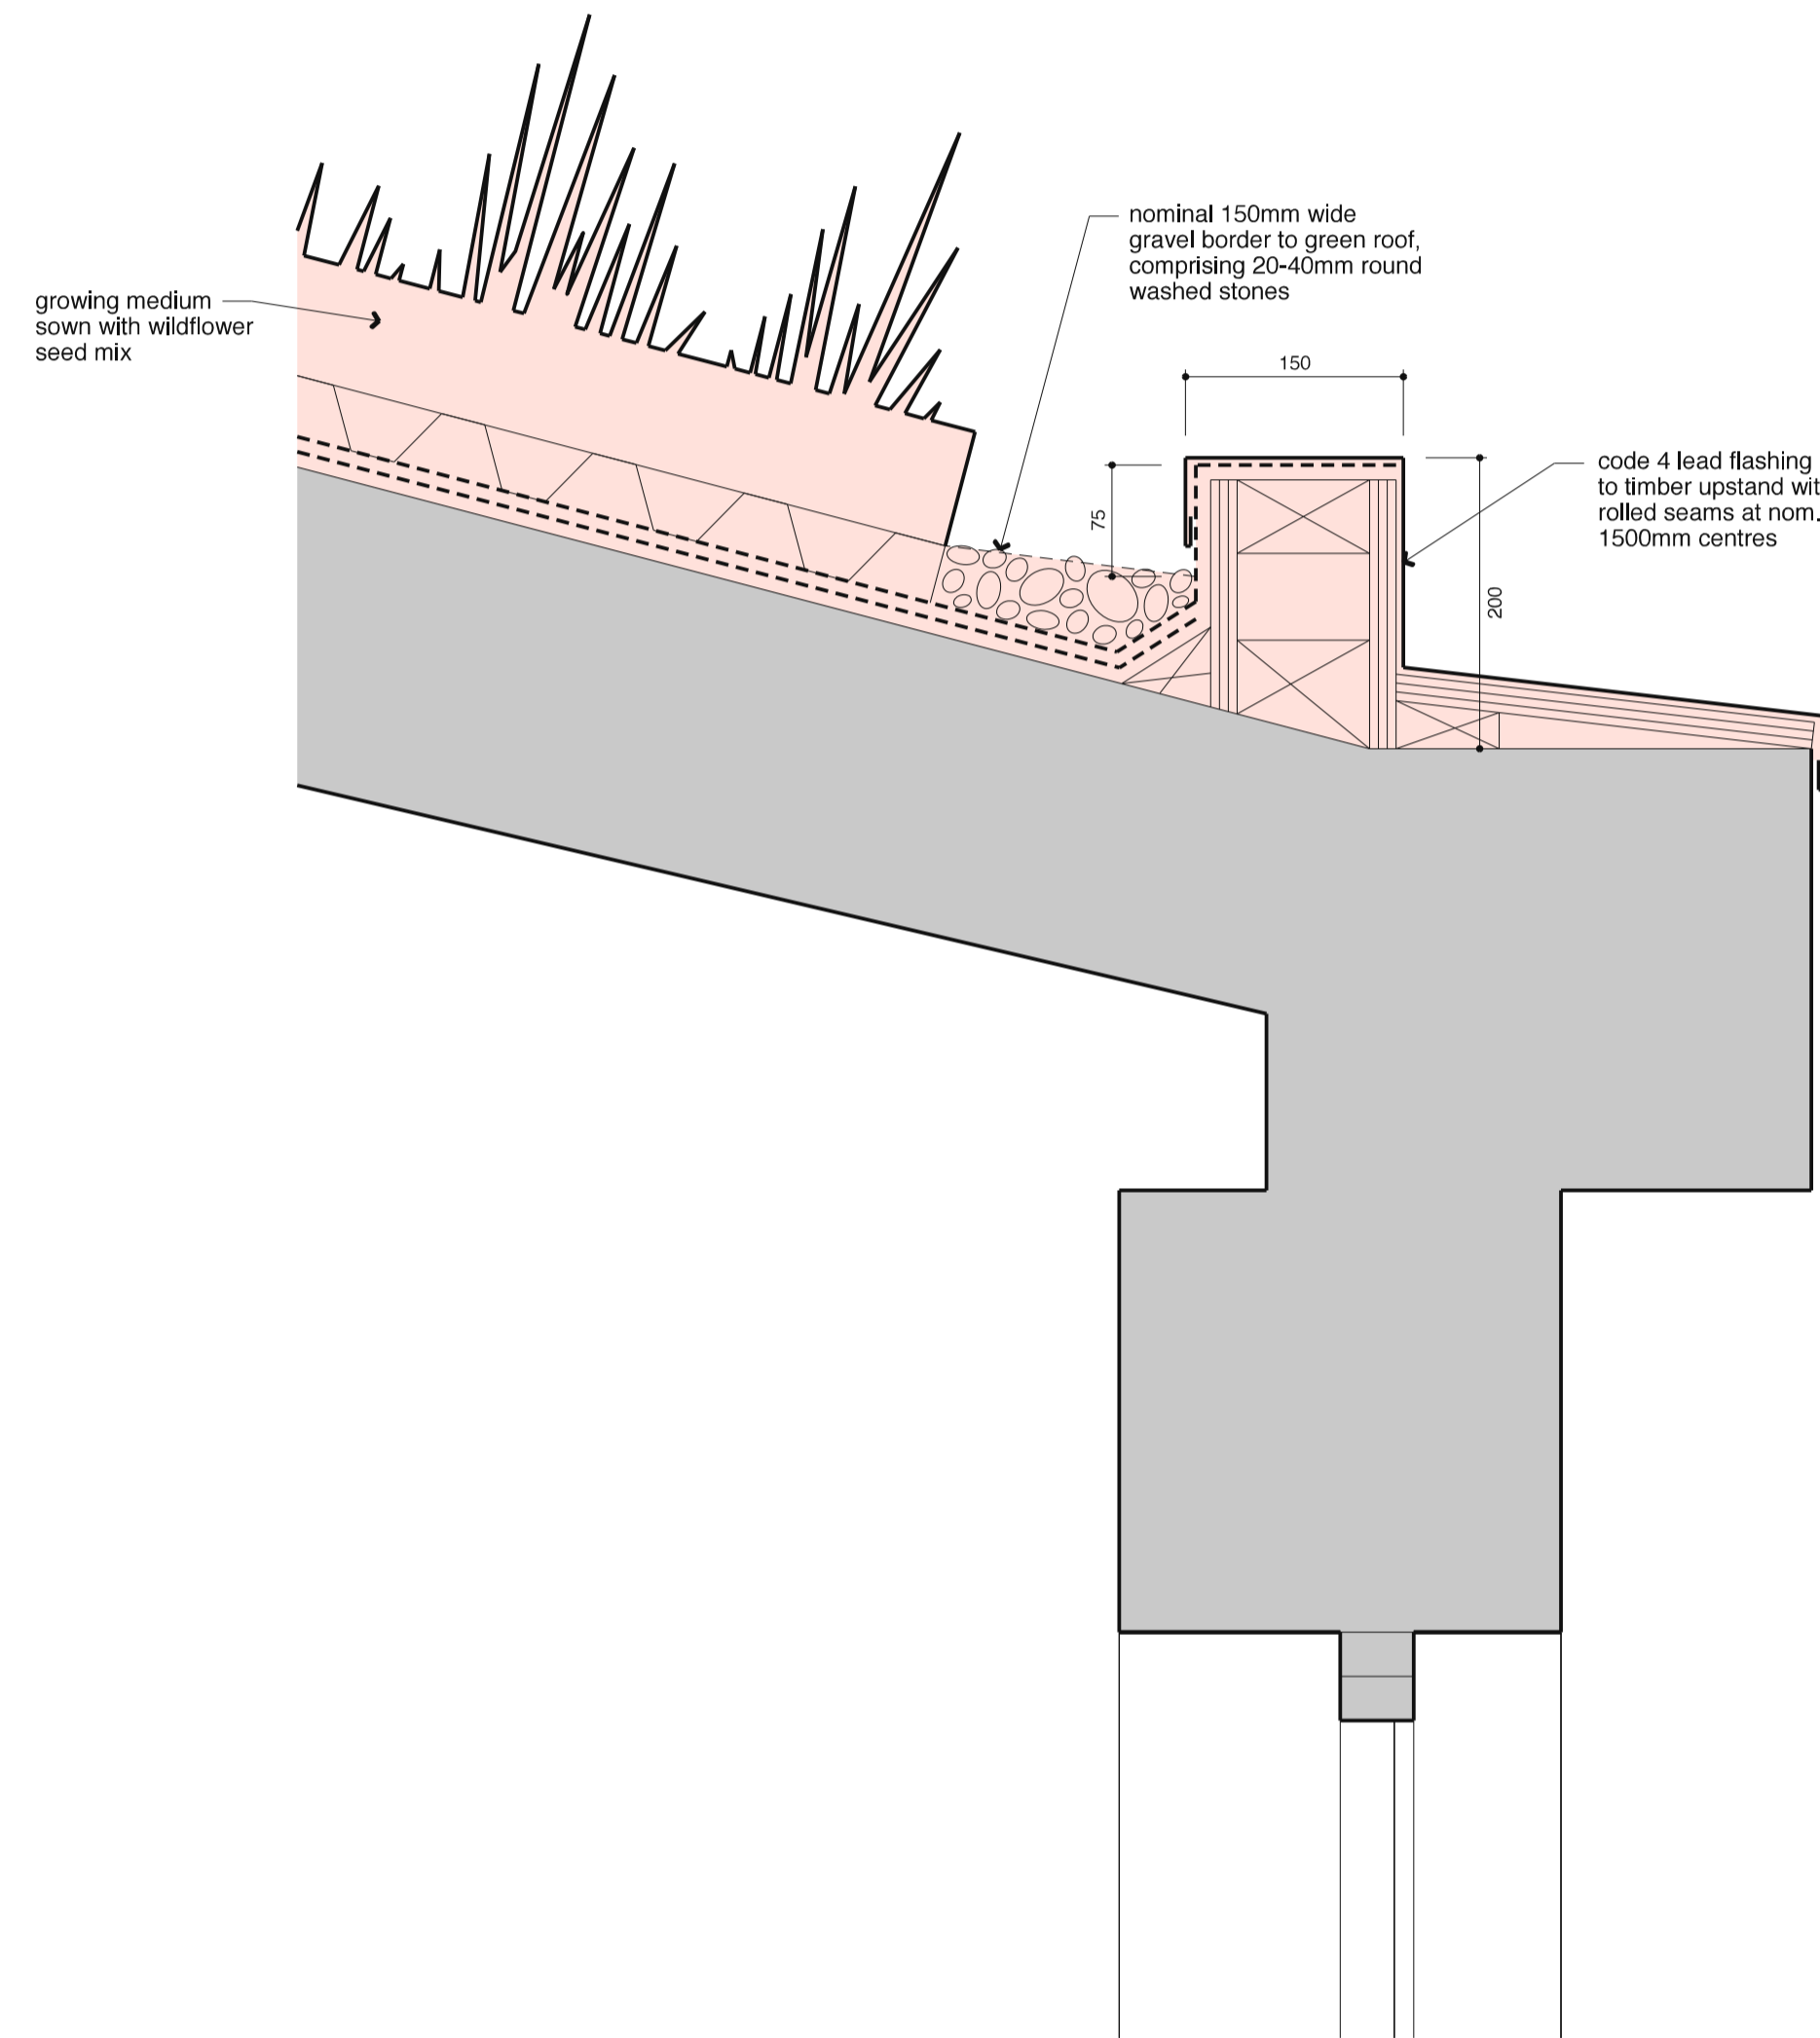 nominal 150mm wide
gravel border to green roof,
comprising 20-40mm round
washed stones
growing medium
sown with wildflower
seed mix
150
75
code 4 lead flashing
to timber upstand wit
rolled seams at nom.
1500mm centres
200